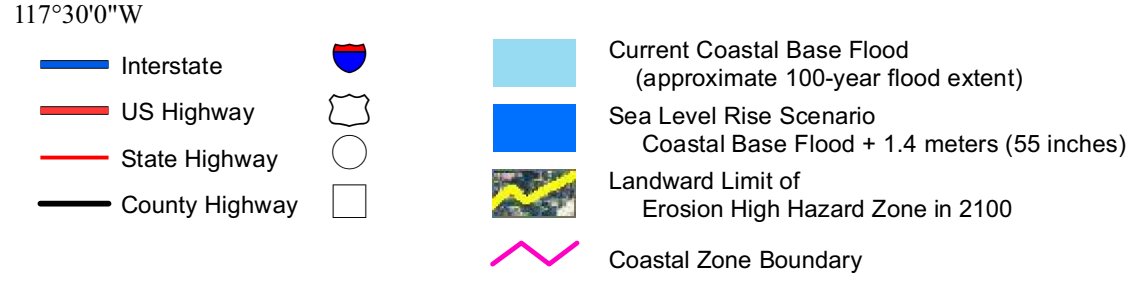 117°30'0"W
Interstate
US Highway
State Highway
County Highway
Current Coastal Base Flood
(approximate 100-year flood extent)
Sea Level Rise Scenario
Coastal Base Flood + 1.4 meters (55 inches)
Landward Limit of
Erosion High Hazard Zone in 2100
Coastal Zone Boundary